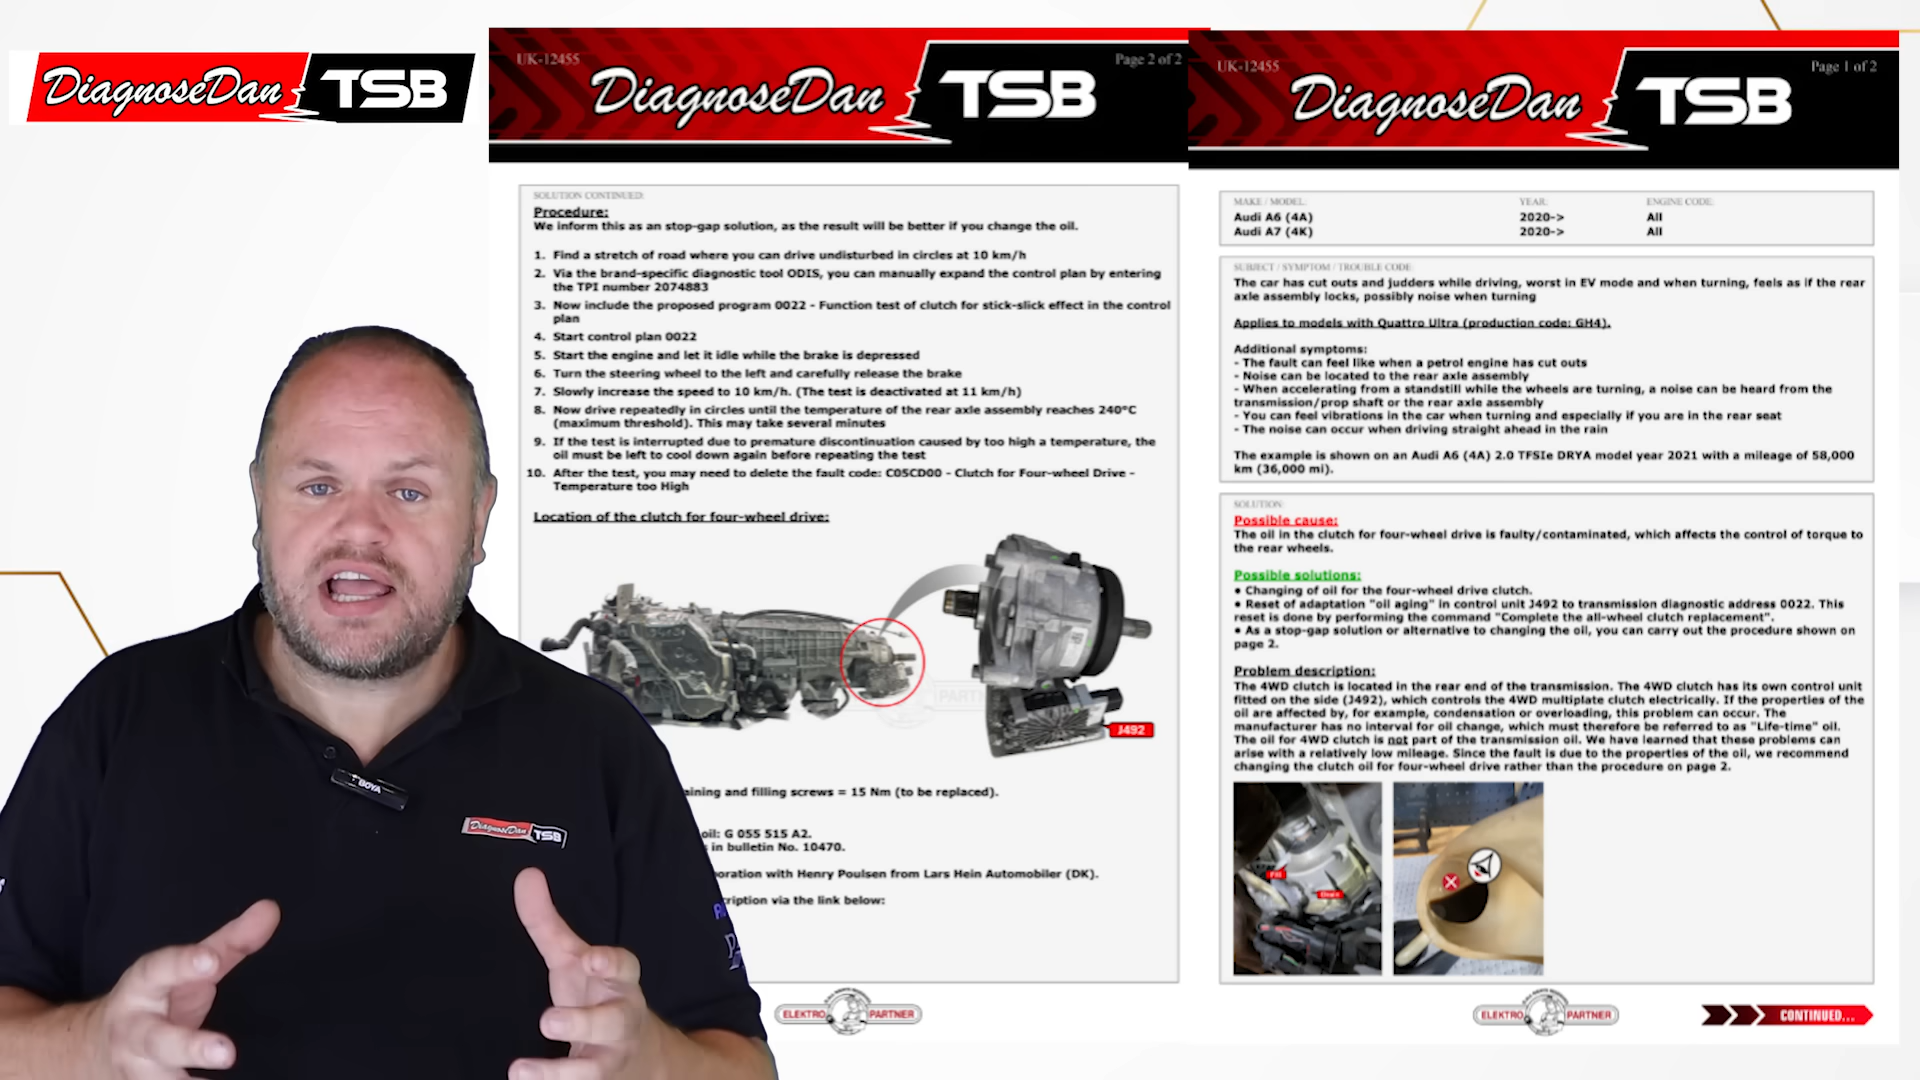 DiagnoseDan TSB
UK-12455
Page 2 of 2
DiagnoseDan TSB
SOLUTION CONTINUED:
Procedure:
We inform this as an stop-gap solution, as the result will be better if you change the oil.
1. Find a stretch of road where you can drive undisturbed in circles at 10 km/h
2. Via the brand-specific diagnostic tool ODIS, you can manually expand the control plan by entering
the TPI number 2074883
3. Now include the proposed program 0022 - Function test of clutch for stick-slick effect in the control
plan
4. Start control plan 0022
5. Start the engine and let it idle while the brake is depressed
6. Turn the steering wheel to the left and carefully release the brake
7. Slowly increase the speed to 10 km/h. (The test is deactivated at 11 km/h)
8. Now drive repeatedly in circles until the temperature of the rear axle assembly reaches 240°C
(maximum threshold). This may take several minutes
9. If the test is interrupted due to premature discontinuation caused by too high a temperature, the
oil must be left to cool down again before repeating the test
10. After the test, you may need to delete the fault code: C05CD00 - Clutch for Four-wheel Drive -
Temperature too High
Location of the clutch for four-wheel drive:
J492
aining and filling screws = 15 Nm (to be replaced).
oil: G 055 515 A2.
in bulletin No. 10470.
oration with Henry Poulsen from Lars Hein Automobiler (DK).
ription via the link below:
ELEKTRO PARTNER
UK-12455
Page 1 of 2
DiagnoseDan TSB
MAKE / MODEL: YEAR: ENGINE CODE:
Audi A6 (4A) 2020-> All
Audi A7 (4K) 2020-> All
SUBJECT / SYMPTOM / TROUBLE CODE:
The car has cut outs and judders while driving, worst in EV mode and when turning, feels as if the rear
axle assembly locks, possibly noise when turning
Applies to models with Quattro Ultra (production code: GH4).
Additional symptoms:
- The fault can feel like when a petrol engine has cut outs
- Noise can be located to the rear axle assembly
- When accelerating from a standstill while the wheels are turning, a noise can be heard from the
transmission/prop shaft or the rear axle assembly
- You can feel vibrations in the car when turning and especially if you are in the rear seat
- The noise can occur when driving straight ahead in the rain
The example is shown on an Audi A6 (4A) 2.0 TFSIe DRYA model year 2021 with a mileage of 58,000
km (36,000 mi).
SOLUTION:
Possible cause:
The oil in the clutch for four-wheel drive is faulty/contaminated, which affects the control of torque to
the rear wheels.
Possible solutions:
• Changing of oil for the four-wheel drive clutch.
• Reset of adaptation "oil aging" in control unit J492 to transmission diagnostic address 0022. This
reset is done by performing the command "Complete the all-wheel clutch replacement".
• As a stop-gap solution or alternative to changing the oil, you can carry out the procedure shown on
page 2.
Problem description:
The 4WD clutch is located in the rear end of the transmission. The 4WD clutch has its own control unit
fitted on the side (J492), which controls the 4WD multiplate clutch electrically. If the properties of the
oil are affected by, for example, condensation or overloading, this problem can occur. The
manufacturer has no interval for oil change, which must therefore be referred to as "Life-time" oil.
The oil for 4WD clutch is not part of the transmission oil. We have learned that these problems can
arise with a relatively low mileage. Since the fault is due to the properties of the oil, we recommend
changing the clutch oil for four-wheel drive rather than the procedure on page 2.
ELEKTRO PARTNER
CONTINUED...
BOYA
DiagnoseDan TSB